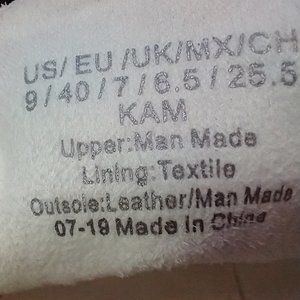 US/EU/UK/MX/CH
9/40/7/6.5/25.5
KAM
Upper:Man Made
Lining:Textile
Outsole:Leather/Man Made
07-19 Made in China